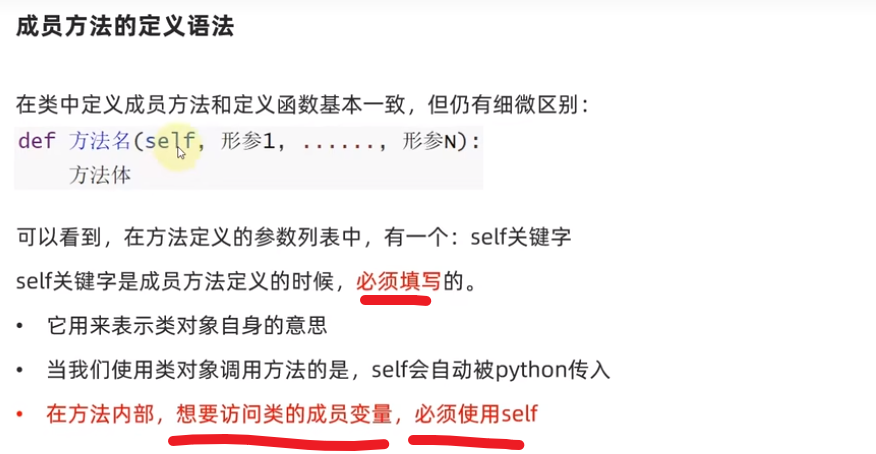 成员方法的定义语法
在类中定义成员方法和定义函数基本一致，但仍有细微区别：
def 方法名(self, 形参1, ......, 形参N):
方法体
可以看到，在方法定义的参数列表中，有一个：self关键字
self关键字是成员方法定义的时候，必须填写的。
• 它用来表示类对象自身的意思
• 当我们使用类对象调用方法的是，self会自动被python传入
• 在方法内部，想要访问类的成员变量，必须使用self